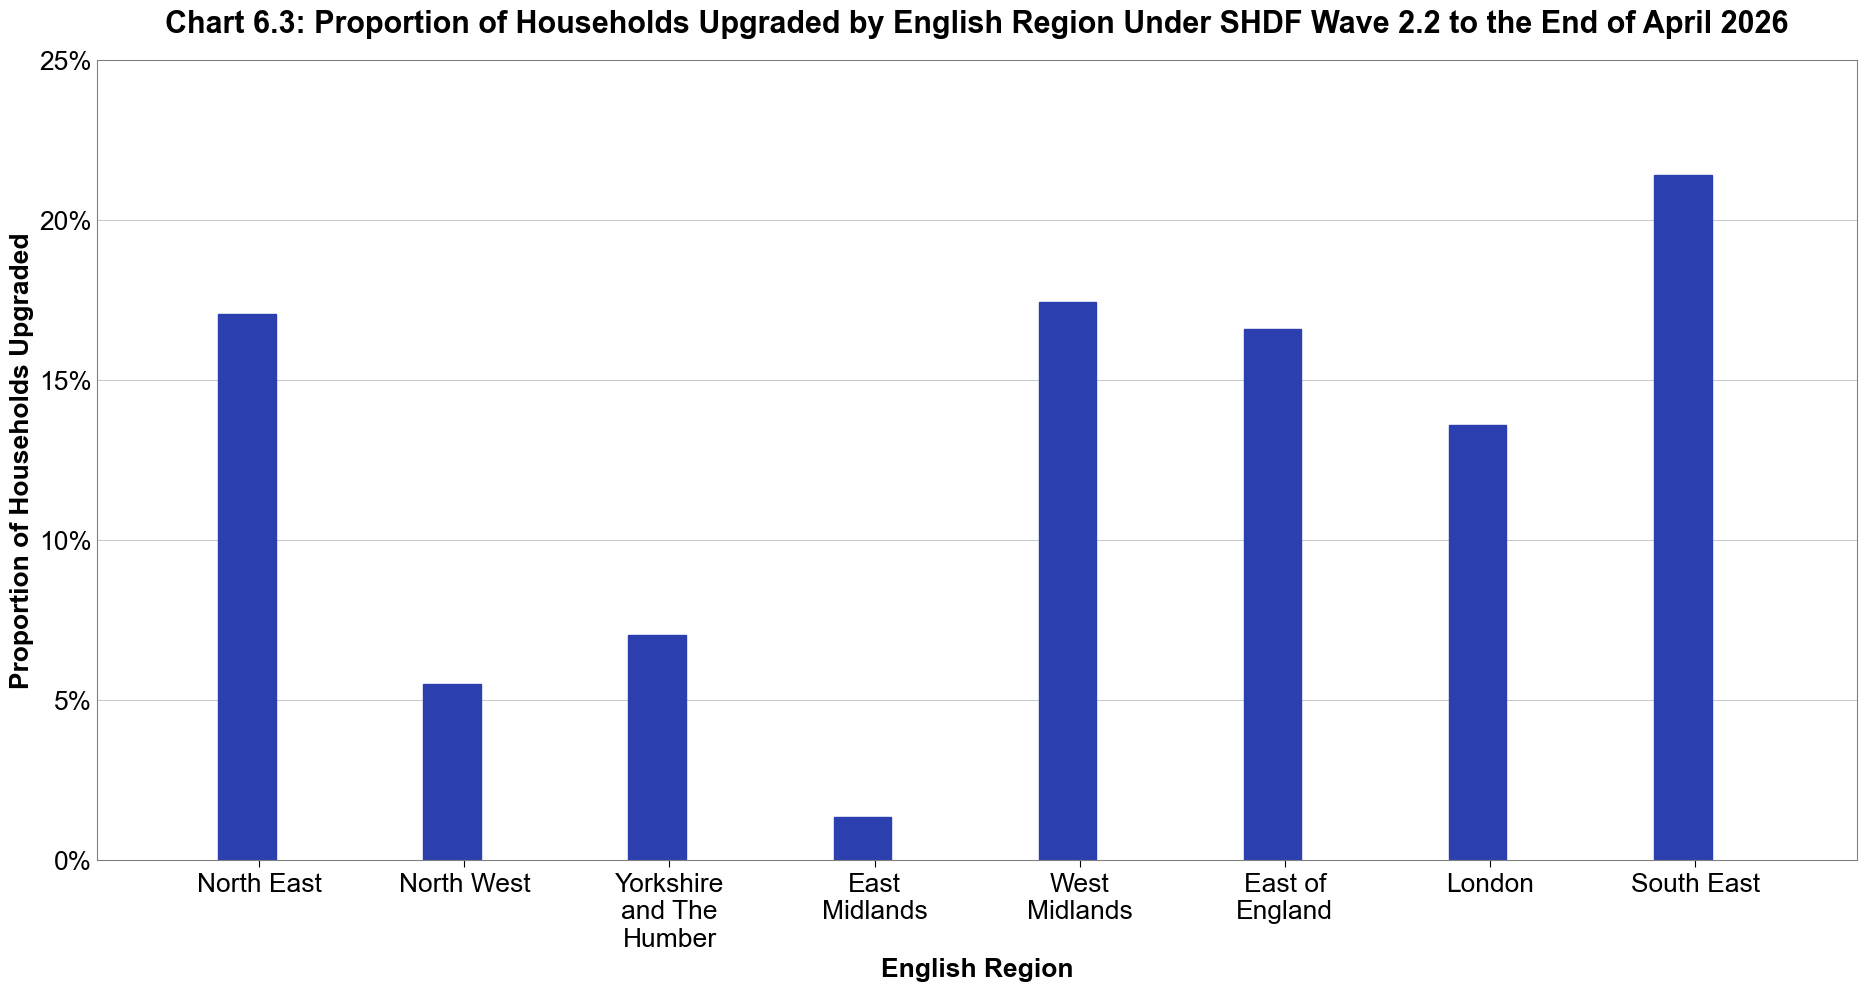 Chart 6.3: Proportion of Households Upgraded by English Region Under SHDF Wave 2.2 to the End of April 2026
Proportion of Households Upgraded
25%
20%
15%
10%
5%
0%
North East
North West
Yorkshire
and The
Humber
East
Midlands
West
Midlands
East of
England
London
South East
English Region